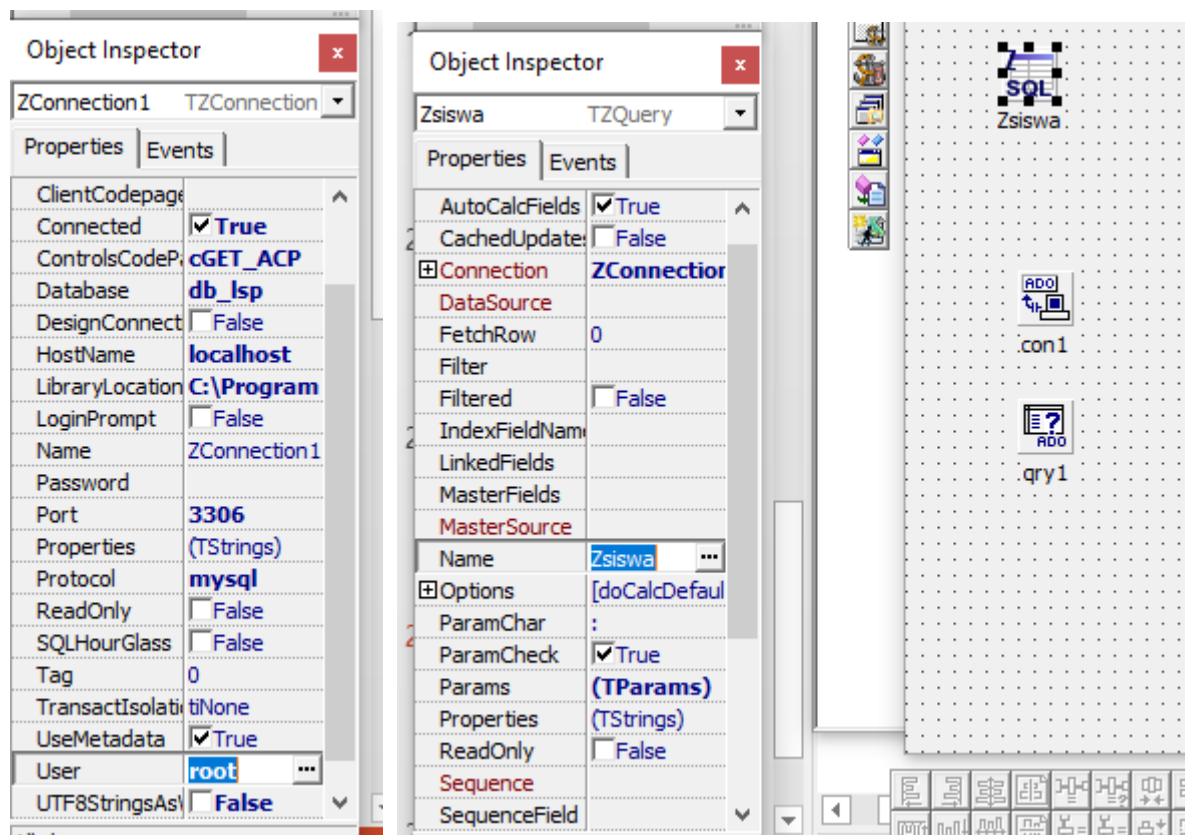 Object Inspector
x
ZConnection1 TZConnection
Properties Events
ClientCodepage
Connected True
ControlsCodePa cGET_ACP
Database db_lsp
DesignConnect False
HostName localhost
LibraryLocation C:\Program
LoginPrompt False
Name ZConnection1
Password
Port 3306
Properties (TStrings)
Protocol mysql
ReadOnly False
SQLHourGlass False
Tag 0
TransactIsolati tiNone
UseMetadata True
User root
UTF8StringsAsW False
Object Inspector
x
Zsiswa TZQuery
Properties Events
AutoCalcFields True
CachedUpdates False
Connection ZConnection
DataSource
FetchRow 0
Filter
Filtered False
IndexFieldNam
LinkedFields
MasterFields
MasterSource
Name Zsiswa
Options [doCalcDefaul
ParamChar :
ParamCheck True
Params (TParams)
Properties (TStrings)
ReadOnly False
Sequence
SequenceField
Z
SQL
Zsiswa
ADO
con1
ADO
qry1